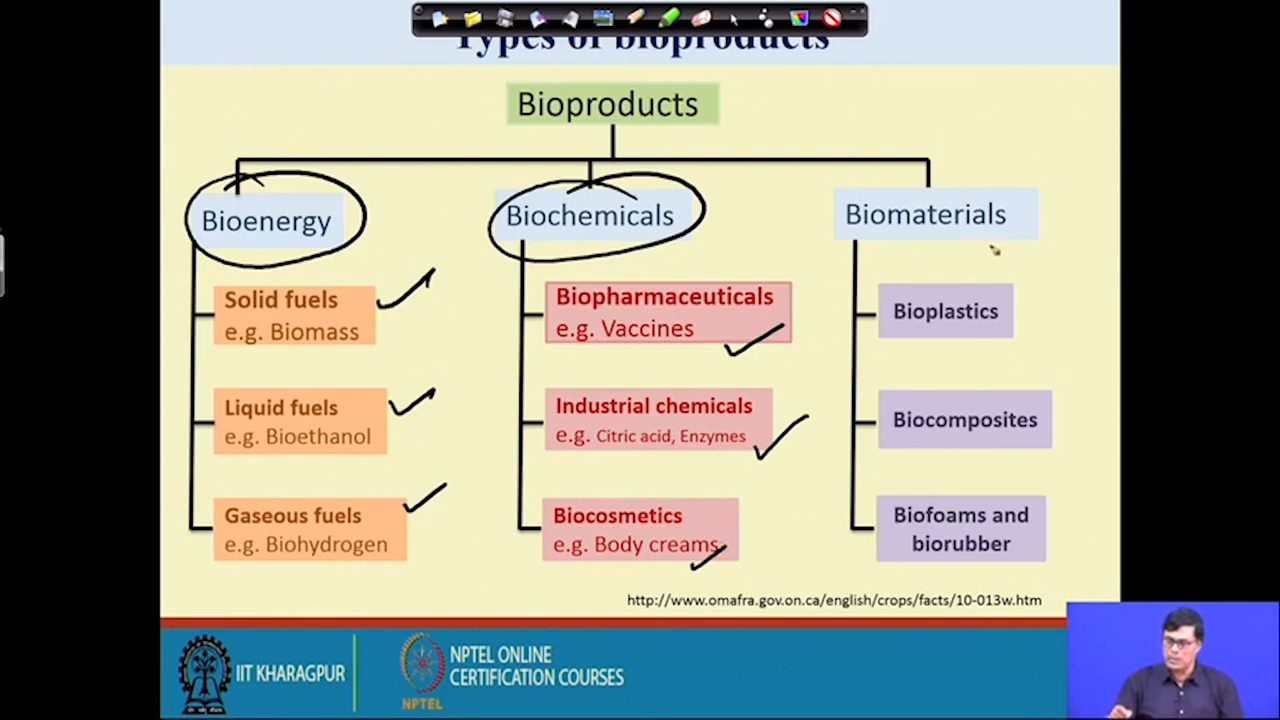 Types of bioproducts
Bioproducts
Bioenergy
Solid fuels
e.g. Biomass
Liquid fuels
e.g. Bioethanol
Gaseous fuels
e.g. Biohydrogen
Biochemicals
Biopharmaceuticals
e.g. Vaccines
Industrial chemicals
e.g. Citric acid, Enzymes
Biocosmetics
e.g. Body creams
Biomaterials
Bioplastics
Biocomposites
Biofoams and
biorubber
http://www.omafra.gov.on.ca/english/crops/facts/10-013w.htm
IIT KHARAGPUR
NPTEL
NPTEL ONLINE
CERTIFICATION COURSES